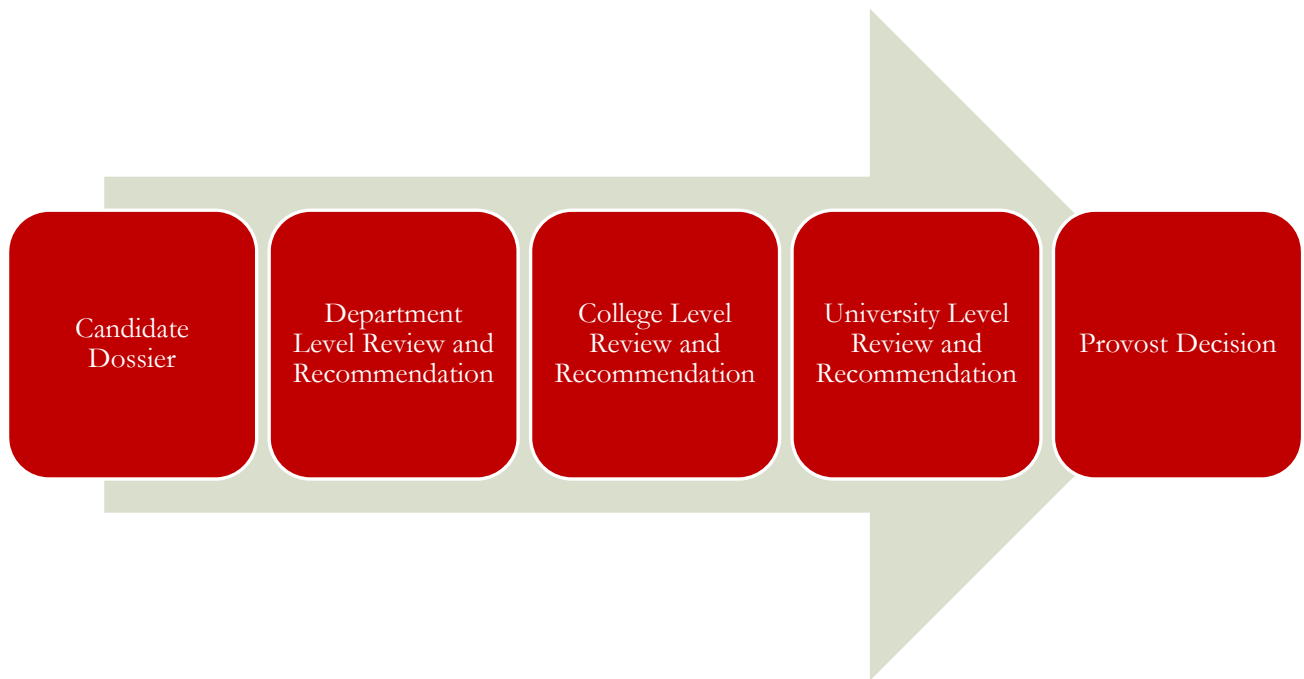 Candidate
Dossier
Department
Level Review and
Recommendation
College Level
Review and
Recommendation
University Level
Review and
Recommendation
Provost Decision